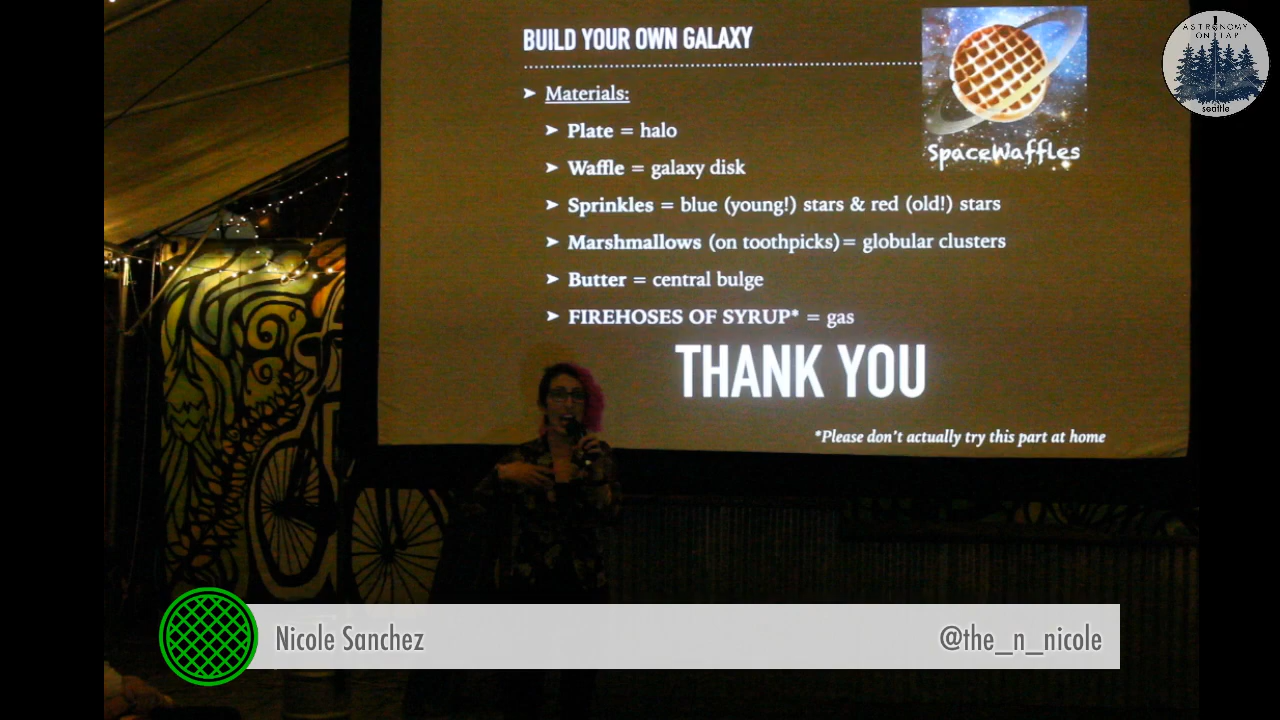 BUILD YOUR OWN GALAXY
➤ Materials:
➤ Plate = halo
➤ Waffle = galaxy disk
➤ Sprinkles = blue (young!) stars & red (old!) stars
➤ Marshmallows (on toothpicks) = globular clusters
➤ Butter = central bulge
➤ FIREHOSES OF SYRUP* = gas
THANK YOU
*Please don't actually try this part at home
SpaceWaffles
ASTRONOMY
ON TAP
seattle
Nicole Sanchez
@the_n_nicole